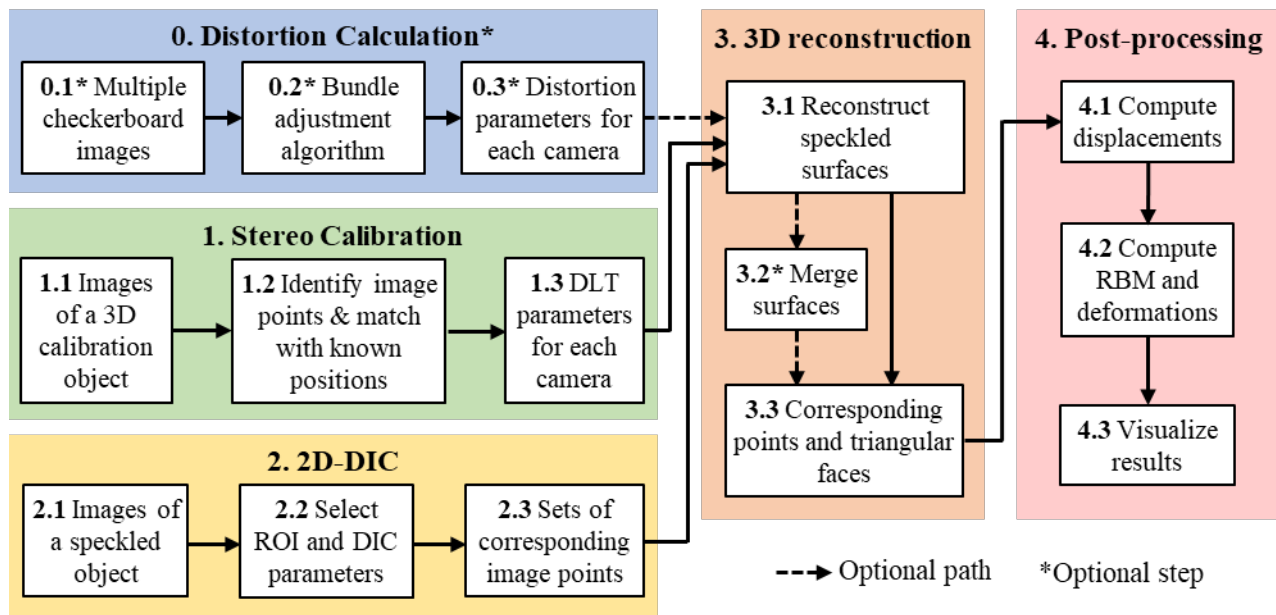 0. Distortion Calculation*
0.1* Multiple
checkerboard
images
0.2* Bundle
adjustment
algorithm
0.3* Distortion
parameters for
each camera
1. Stereo Calibration
1.1 Images
of a 3D
calibration
object
1.2 Identify image
points & match
with known
positions
1.3 DLT
parameters
for each
camera
2. 2D-DIC
2.1 Images of
a speckled
object
2.2 Select
ROI and DIC
parameters
2.3 Sets of
corresponding
image points
3. 3D reconstruction
3.1 Reconstruct
speckled
surfaces
3.2* Merge
surfaces
3.3 Corresponding
points and triangular
faces
4. Post-processing
4.1 Compute
displacements
4.2 Compute
RBM and
deformations
4.3 Visualize
results
Optional path
*Optional step